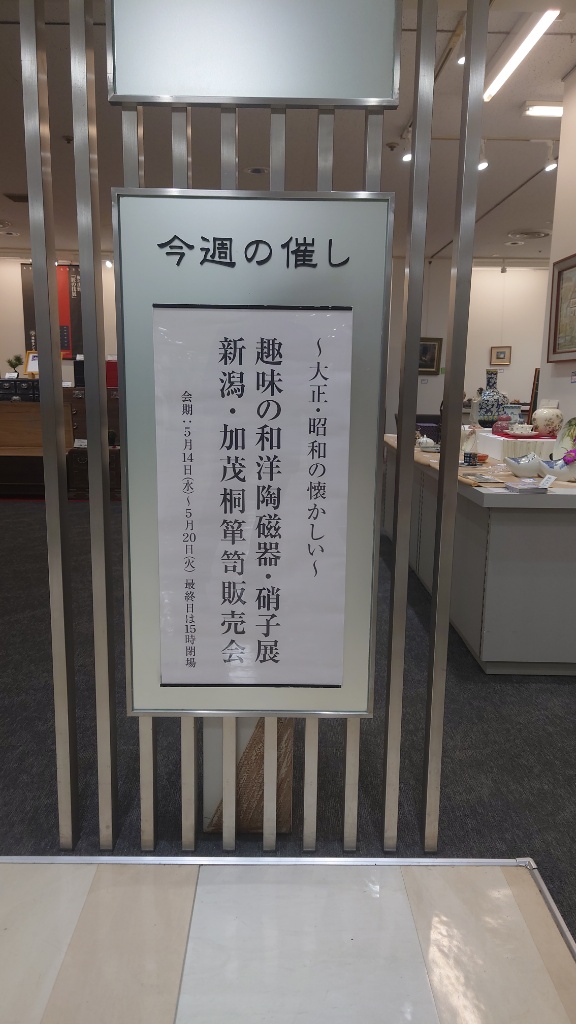 今週の催し
～大正・昭和の懐かしい～
趣味の和洋陶磁器・硝子展
新潟・加茂桐箪笥販売会
会期：5月14日(水)～5月20日(火) 最終日は15時閉場